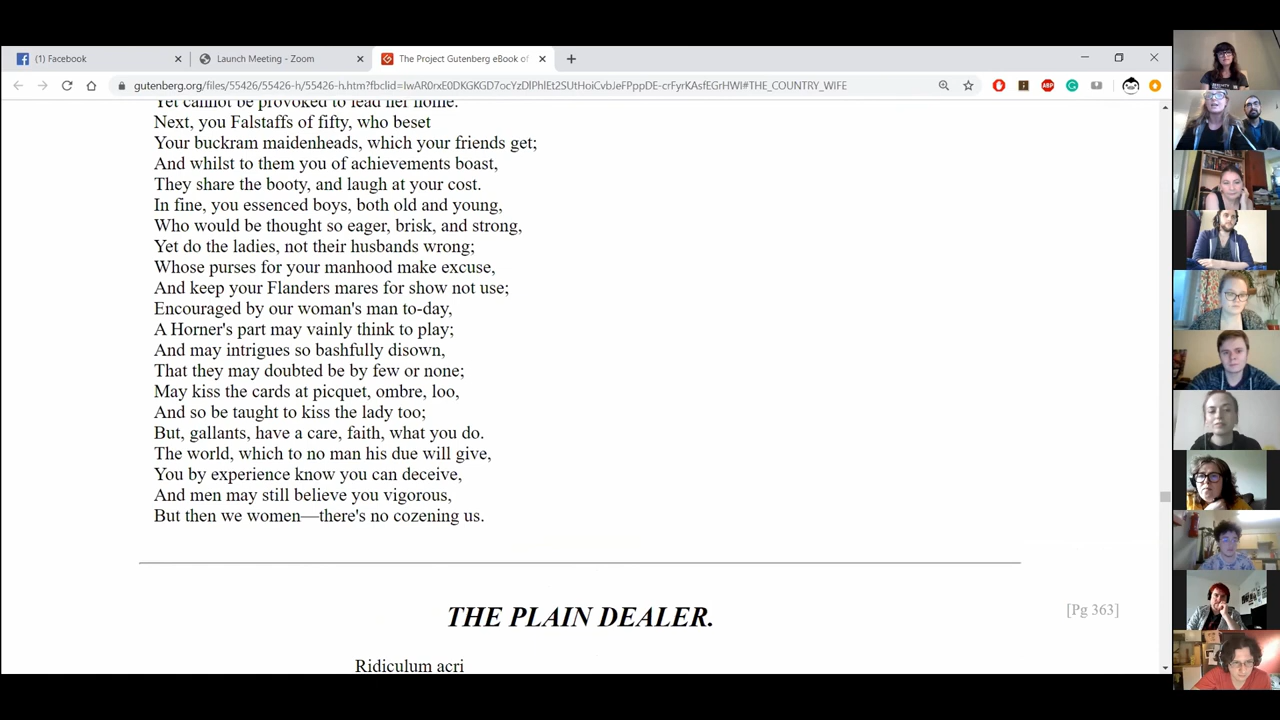 (1) Facebook
Launch Meeting - Zoom
The Project Gutenberg eBook of
gutenberg.org/files/55426/55426-h/55426-h.htm?fbclid=IwAR0rxE0DKGKGD7ocYzDlPhlEt2SUtHoiCvbJeFPppDE-crFyrKAsfEGrHWI#THE_COUNTRY_WIFE
ABP
Yet cannot be provoked to lead her home.
Next, you Falstaffs of fifty, who beset
Your buckram maidenheads, which your friends get;
And whilst to them you of achievements boast,
They share the booty, and laugh at your cost.
In fine, you essenced boys, both old and young,
Who would be thought so eager, brisk, and strong,
Yet do the ladies, not their husbands wrong;
Whose purses for your manhood make excuse,
And keep your Flanders mares for show not use;
Encouraged by our woman's man to-day,
A Horner's part may vainly think to play;
And may intrigues so bashfully disown,
That they may doubted be by few or none;
May kiss the cards at picquet, ombre, loo,
And so be taught to kiss the lady too;
But, gallants, have a care, faith, what you do.
The world, which to no man his due will give,
You by experience know you can deceive,
And men may still believe you vigorous,
But then we women—there's no cozening us.
THE PLAIN DEALER.
[Pg 363]
Ridiculum acri